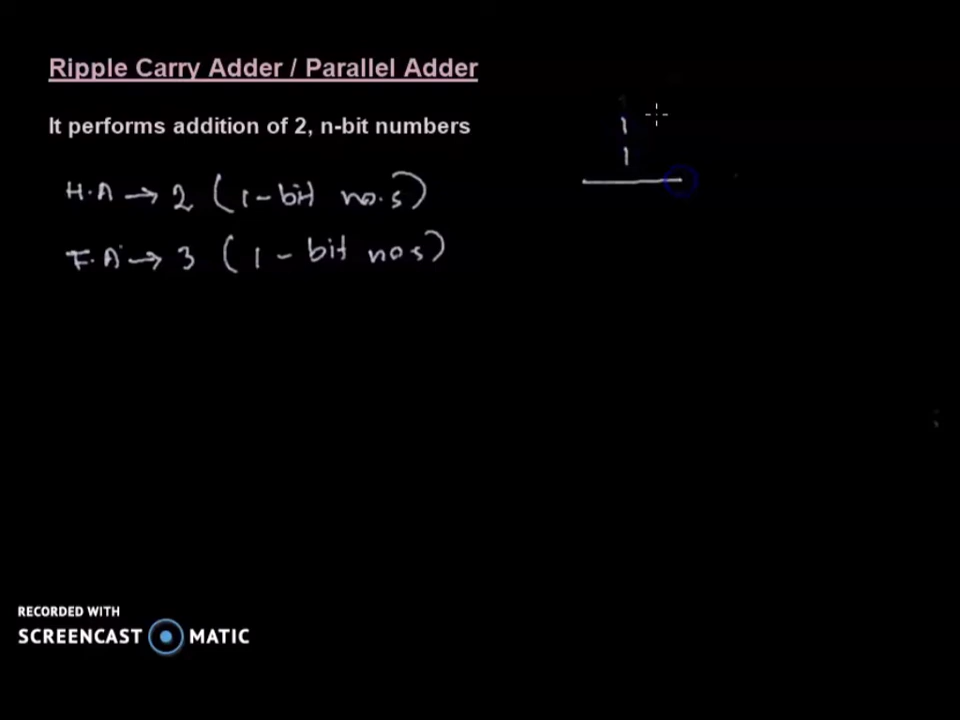 Ripple Carry Adder / Parallel Adder
It performs addition of 2, n-bit numbers
H.A → 2 (1-bit no.s)
F.A → 3 (1-bit nos)
1
1
RECORDED WITH
SCREENCAST MATIC